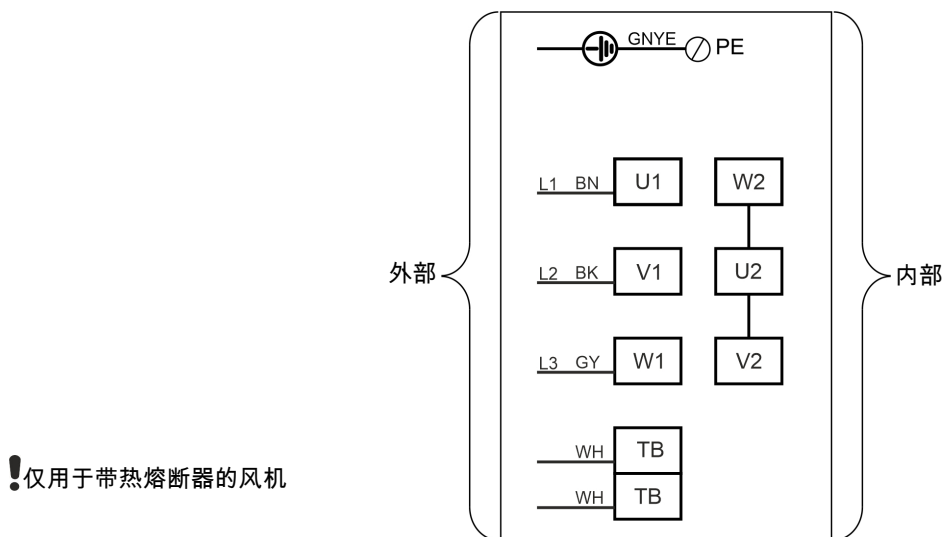 GNYE PE
L1 BN U1 W2
外部 L2 BK V1 U2 内部
L3 GY W1 V2
WH TB
!仅用于带热熔断器的风机
WH TB